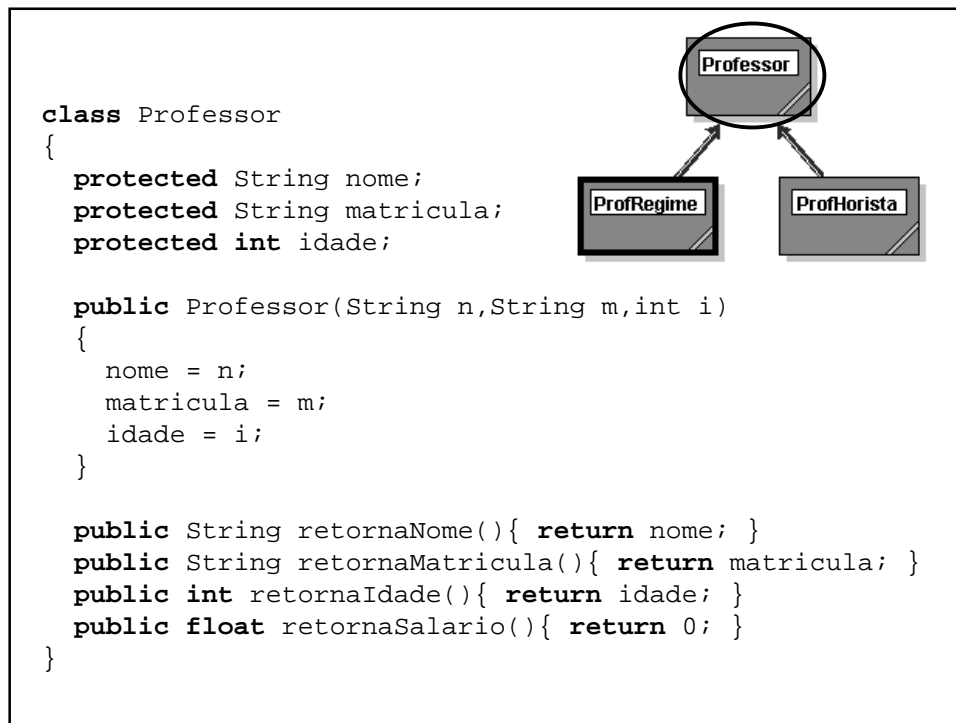 Professor
ProfRegime
ProfHorista
class Professor
{
  protected String nome;
  protected String matricula;
  protected int idade;

  public Professor(String n,String m,int i)
  {
    nome = n;
    matricula = m;
    idade = i;
  }

  public String retornaNome(){ return nome; }
  public String retornaMatricula(){ return matricula; }
  public int retornaIdade(){ return idade; }
  public float retornaSalario(){ return 0; }
}